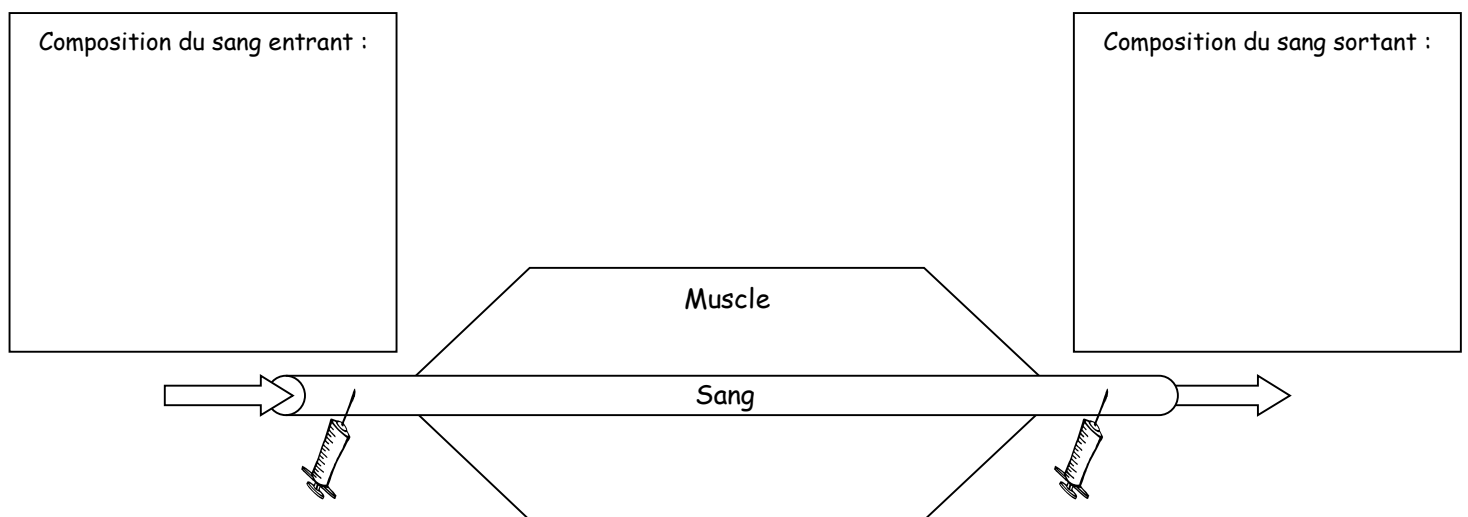 Composition du sang entrant :
Composition du sang sortant :
Muscle
Sang